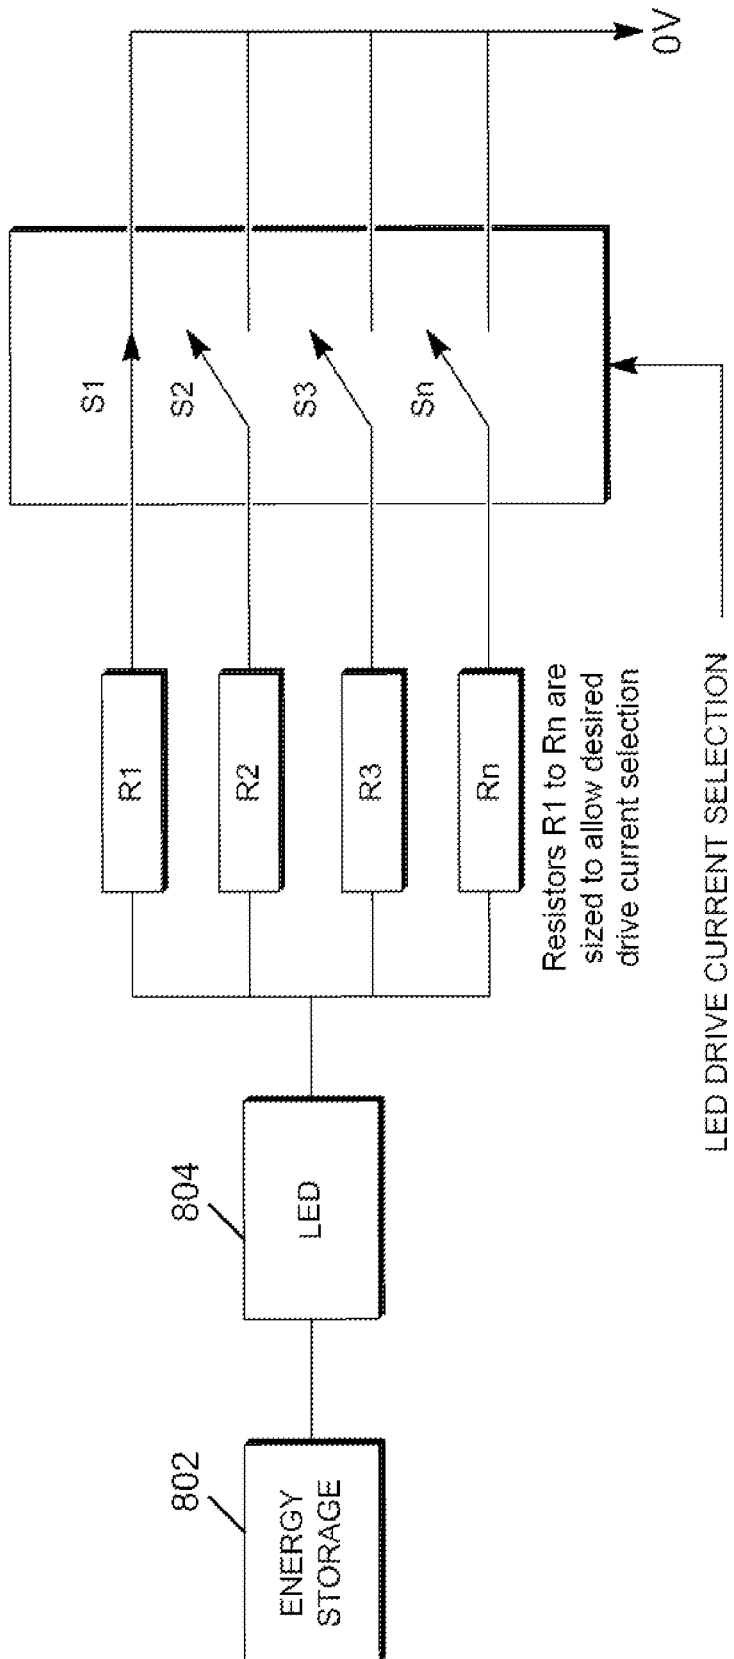 802
ENERGY
STORAGE
804
LED
R1
R2
R3
Rn
Resistors R1 to Rn are
sized to allow desired
drive current selection
S1
S2
S3
Sn
0V
LED DRIVE CURRENT SELECTION